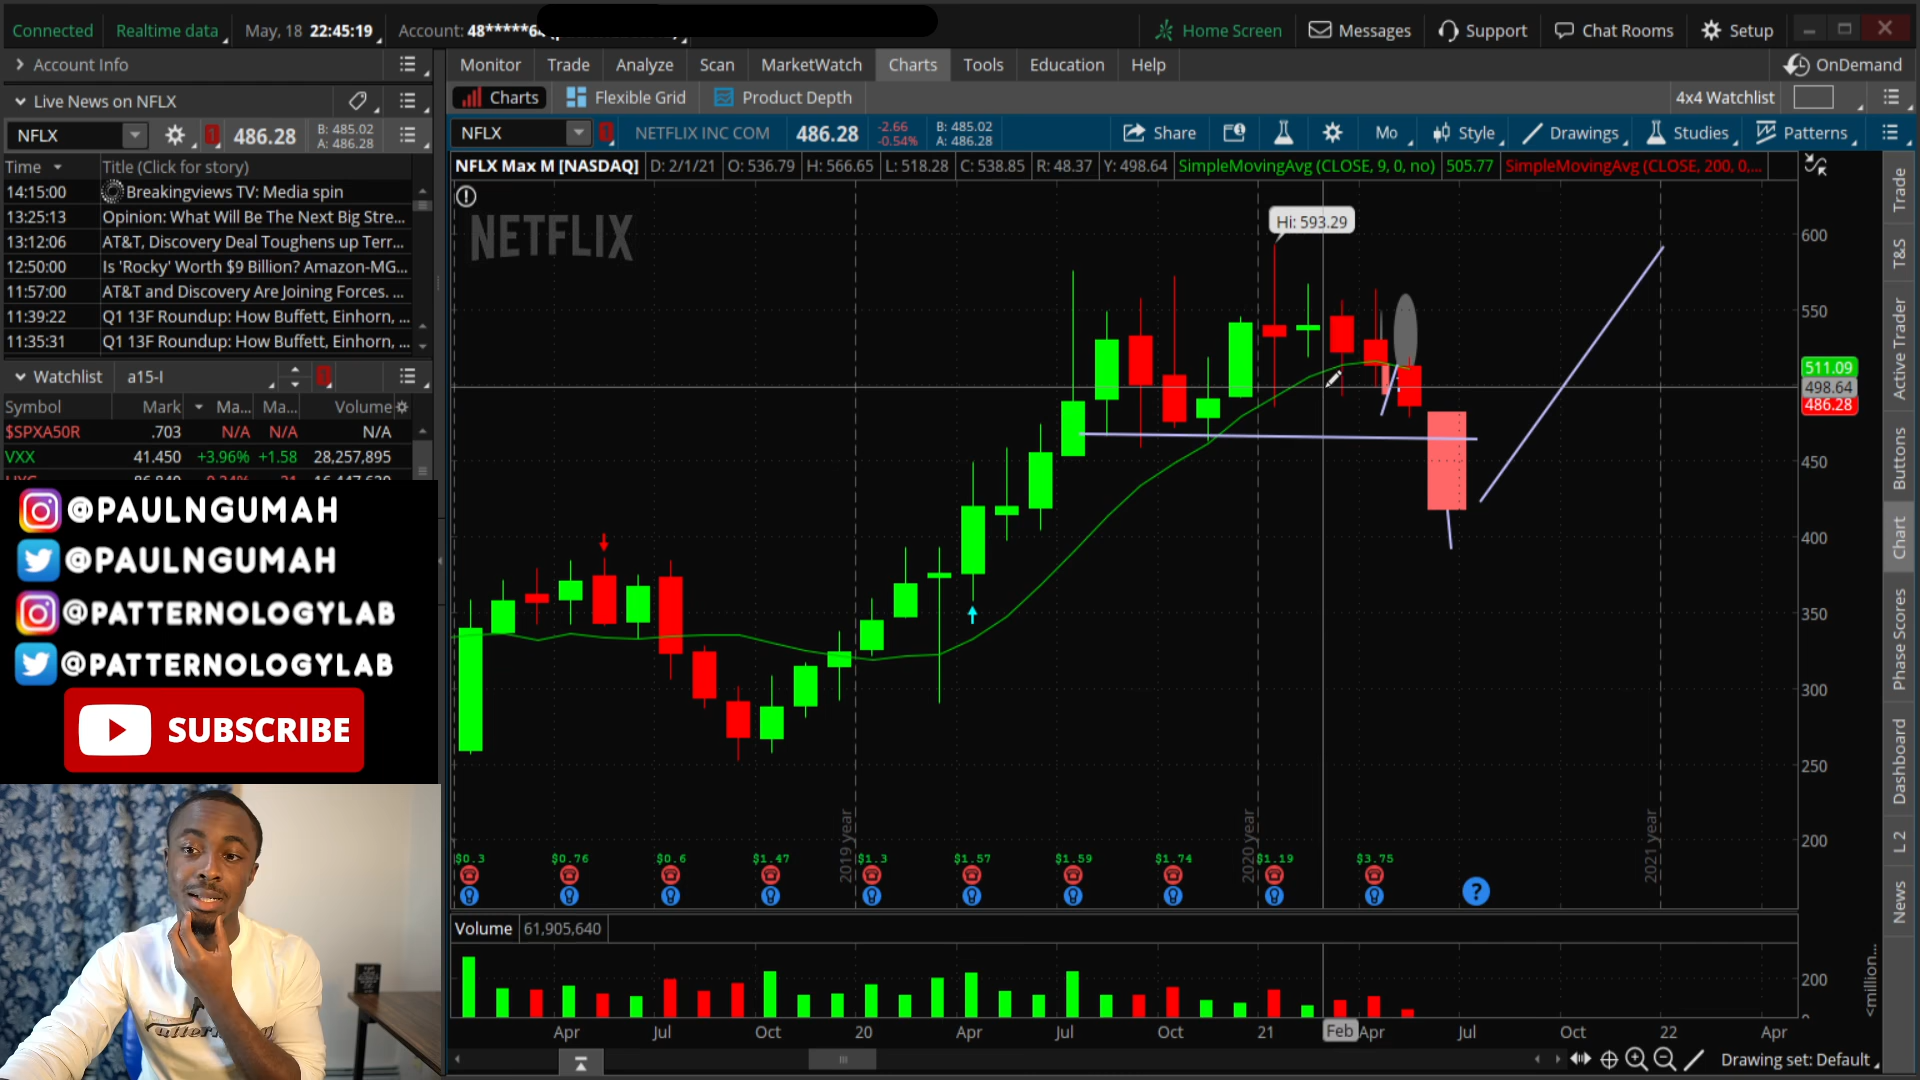 Connected Realtime data May, 18 22:45:19 Account: 48*****6 Home Screen Messages Support Chat Rooms Setup
Account Info Monitor Trade Analyze Scan MarketWatch Charts Tools Education Help OnDemand
Live News on NFLX Charts Flexible Grid Product Depth 4x4 Watchlist
NFLX 1 486.28 B: 485.02 A: 486.28
NFLX 1 NETFLIX INC COM 486.28 -2.66 -0.54% B: 485.02 A: 486.28 Share Mo Style Drawings Studies Patterns
Time Title (Click for story)
NFLX Max M [NASDAQ] D: 2/1/21 O: 536.79 H: 566.65 L: 518.28 C: 538.85 R: 48.37 Y: 498.64 SimpleMovingAvg (CLOSE, 9, 0, no) 505.77 SimpleMovingAvg (CLOSE, 200, 0,...
14:15:00 Breakingviews TV: Media spin
13:25:13 Opinion: What Will Be The Next Big Stre...
13:12:06 AT&T, Discovery Deal Toughens up Terr...
12:50:00 Is 'Rocky' Worth $9 Billion? Amazon-MG...
11:57:00 AT&T and Discovery Are Joining Forces. ...
11:39:22 Q1 13F Roundup: How Buffett, Einhorn, ...
11:35:31 Q1 13F Roundup: How Buffett, Einhorn, ...
Watchlist a15-I
Symbol Mark Ma... Ma... Volume
$SPXA50R .703 N/A N/A N/A
VXX 41.450 +3.96% +1.58 28,257,895
@PAULNGUMAH
@PAULNGUMAH
@PATTERNOLOGYLAB
@PATTERNOLOGYLAB
SUBSCRIBE
NETFLIX
Hi: 593.29
600
550
511.09
498.64
486.28
450
400
350
300
250
200
2019 year 2020 year 2021 year
$0.3 $0.76 $0.6 $1.47 $1.3 $1.57 $1.59 $1.74 $1.19 $3.75
?
Volume 61,905,640
200
<million...
Apr Jul Oct 20 Apr Jul Oct 21 Feb Apr Jul Oct 22 Apr
Drawing set: Default
Trade
T&S
Active Trader
Buttons
Chart
Phase Scores
Dashboard
L2
News